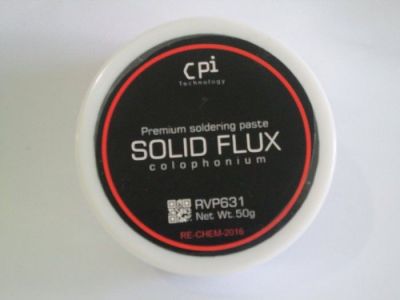 cpi
Technology
Premium soldering paste
SOLID FLUX
colophonium
RVP631
Net Wt. 50g
RE-CHEM-2016